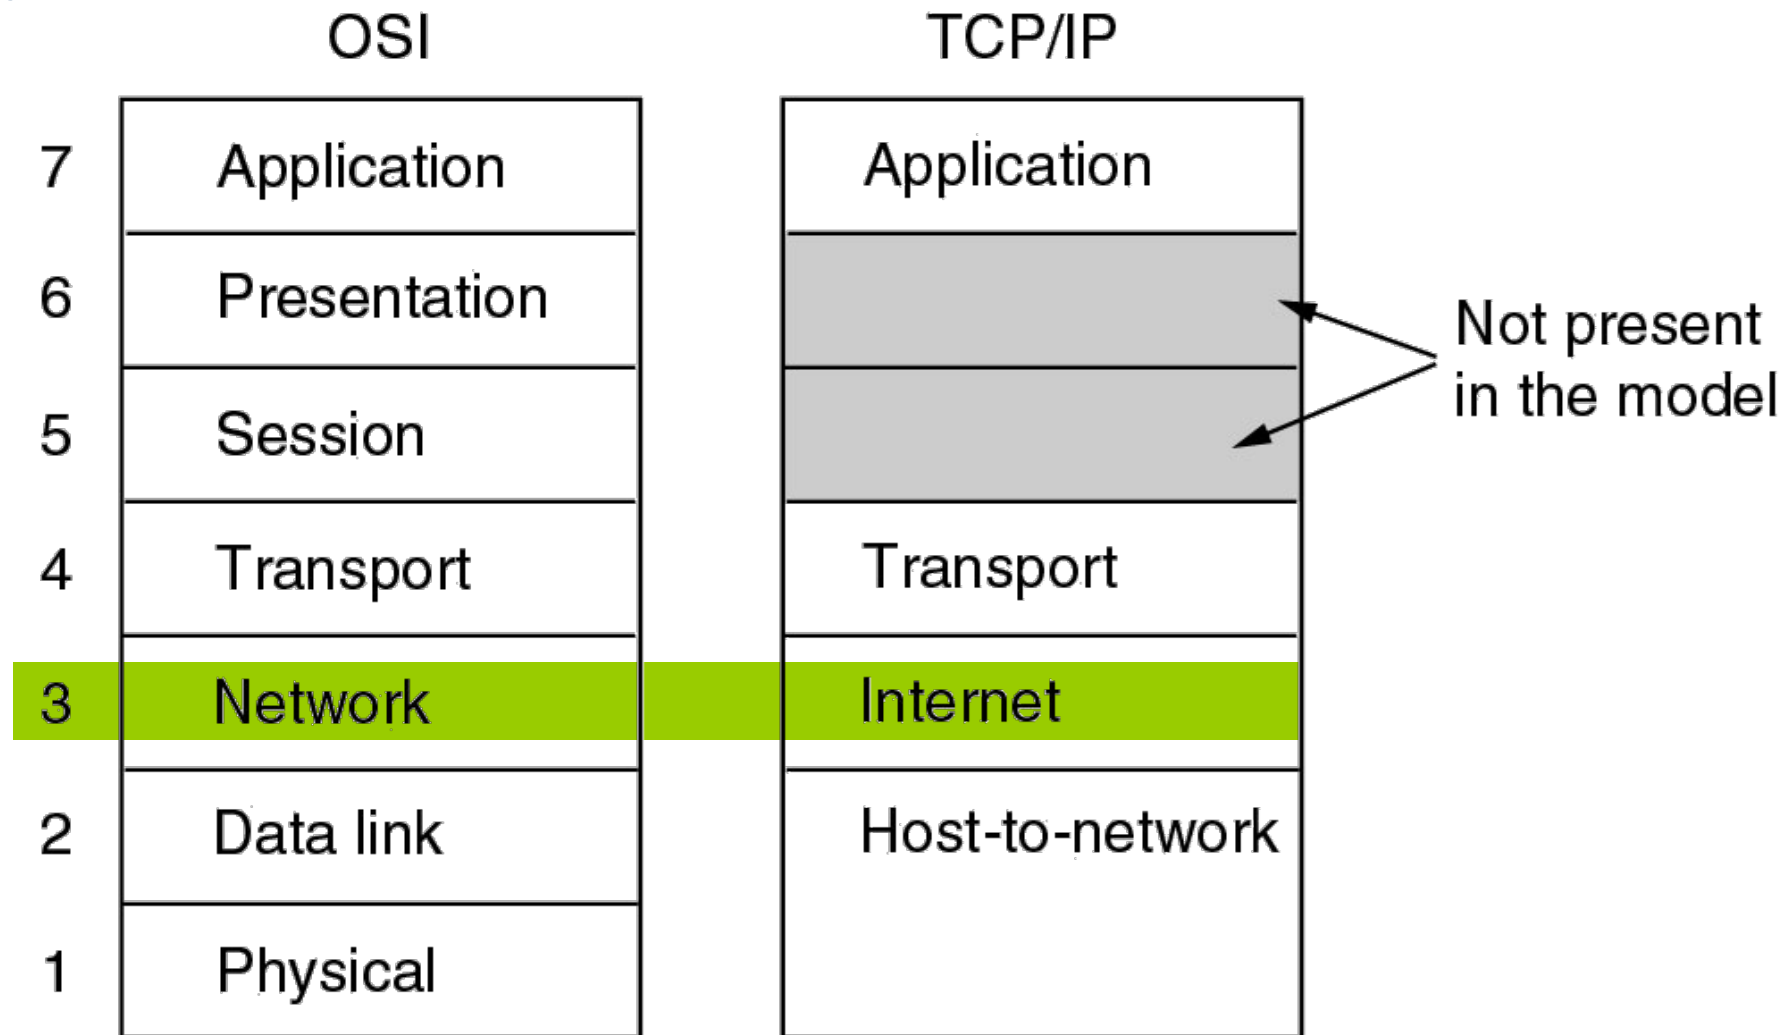 OSI
TCP/IP
7
Application
Application
6
Presentation
5
Session
Not present
in the model
4
Transport
Transport
3
Network
Internet
2
Data link
Host-to-network
1
Physical